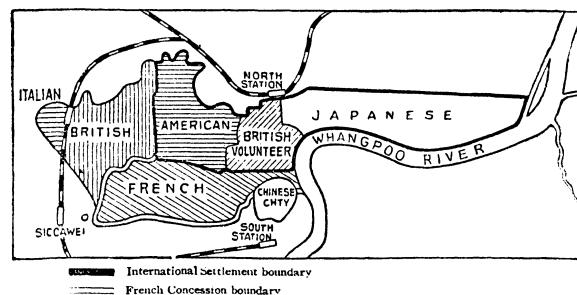 NORTH
STATION
ITALIAN
JAPANESE
BRITISH
AMERICAN
BRITISH
VOLUNTEER
WHANGPOO RIVER
FRENCH
CHINESE
CHTY
SICCAWEI
SOUTH
STATION
International Settlement boundary
French Concession boundary